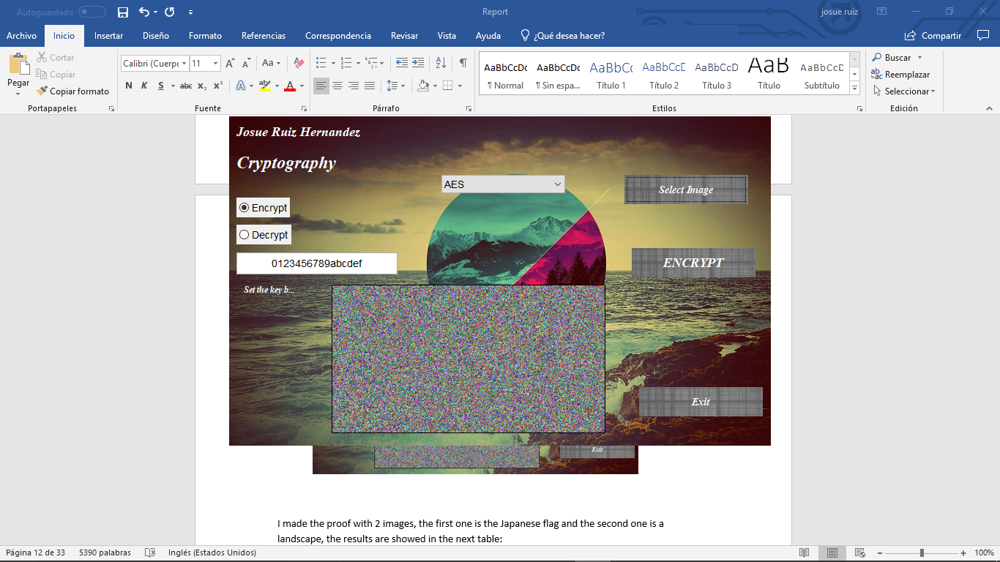 Autoguardado
Report
josue ruiz
Archivo Inicio Insertar Diseño Formato Referencias Correspondencia Revisar Vista Ayuda ¿Qué desea hacer? Compartir
Pegar
Cortar
Copiar
Copiar formato
Portapapeles
Calibri (Cuerpo 11
Aa
N K S abc x₂ x²
Fuente
Párrafo
AaBbCcDc AaBbCcDc AaBbCc AaBbCcD AaBbCcD AaB AaBbCcD
¶ Normal ¶ Sin espa... Título 1 Título 2 Título 3 Título Subtítulo
Estilos
Buscar
Reemplazar
Seleccionar
Edición
Josue Ruiz Hernandez
Cryptography
AES
Select Image
Encrypt
Decrypt
ENCRYPT
0123456789abcdef
Set the key b...
Exit
Exit
I made the proof with 2 images, the first one is the Japanese flag and the second one is a
landscape, the results are showed in the next table:
Página 12 de 33 5390 palabras Inglés (Estados Unidos) 100%